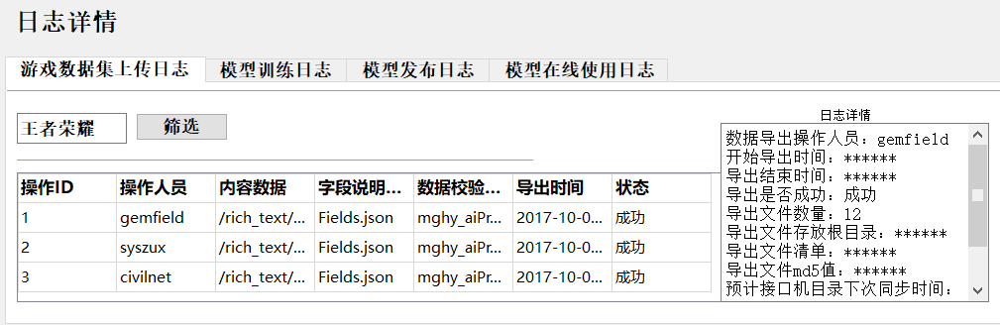 日志详情
游戏数据集上传日志 模型训练日志 模型发布日志 模型在线使用日志
王者荣耀 筛选
操作ID 操作人员 内容数据 字段说明... 数据校验... 导出时间 状态
1 gemfield /rich_text/... Fields.json mghy_aiPr... 2017-10-0... 成功
2 syszux /rich_text/... Fields.json mghy_aiPr... 2017-10-0... 成功
3 civilnet /rich_text/... Fields.json mghy_aiPr... 2017-10-0... 成功
日志详情
数据导出操作人员：gemfield
开始导出时间：******
导出结束时间：******
导出是否成功：成功
导出文件数量：12
导出文件存放根目录：******
导出文件清单：******
导出文件md5值：******
预计接口机目录下次同步时间：